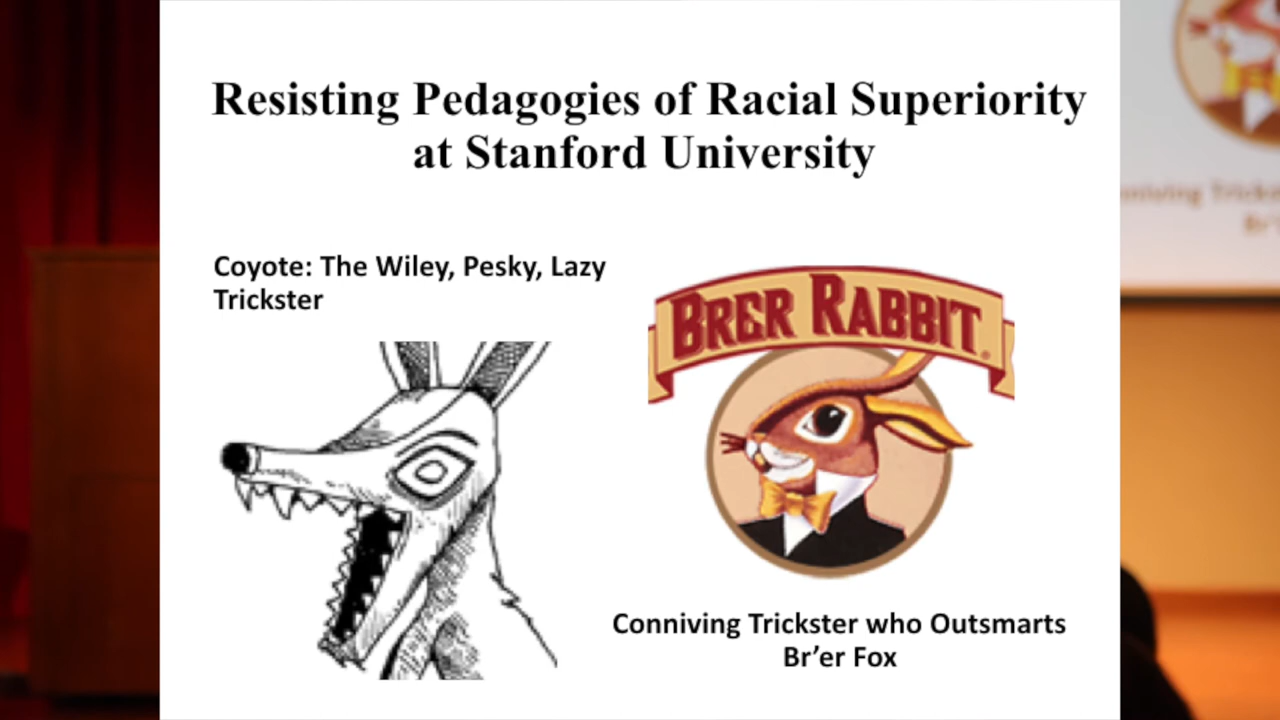 Resisting Pedagogies of Racial Superiority
at Stanford University
Coyote: The Wiley, Pesky, Lazy
Trickster
BRER RABBIT®
Conniving Trickster who Outsmarts
Br’er Fox